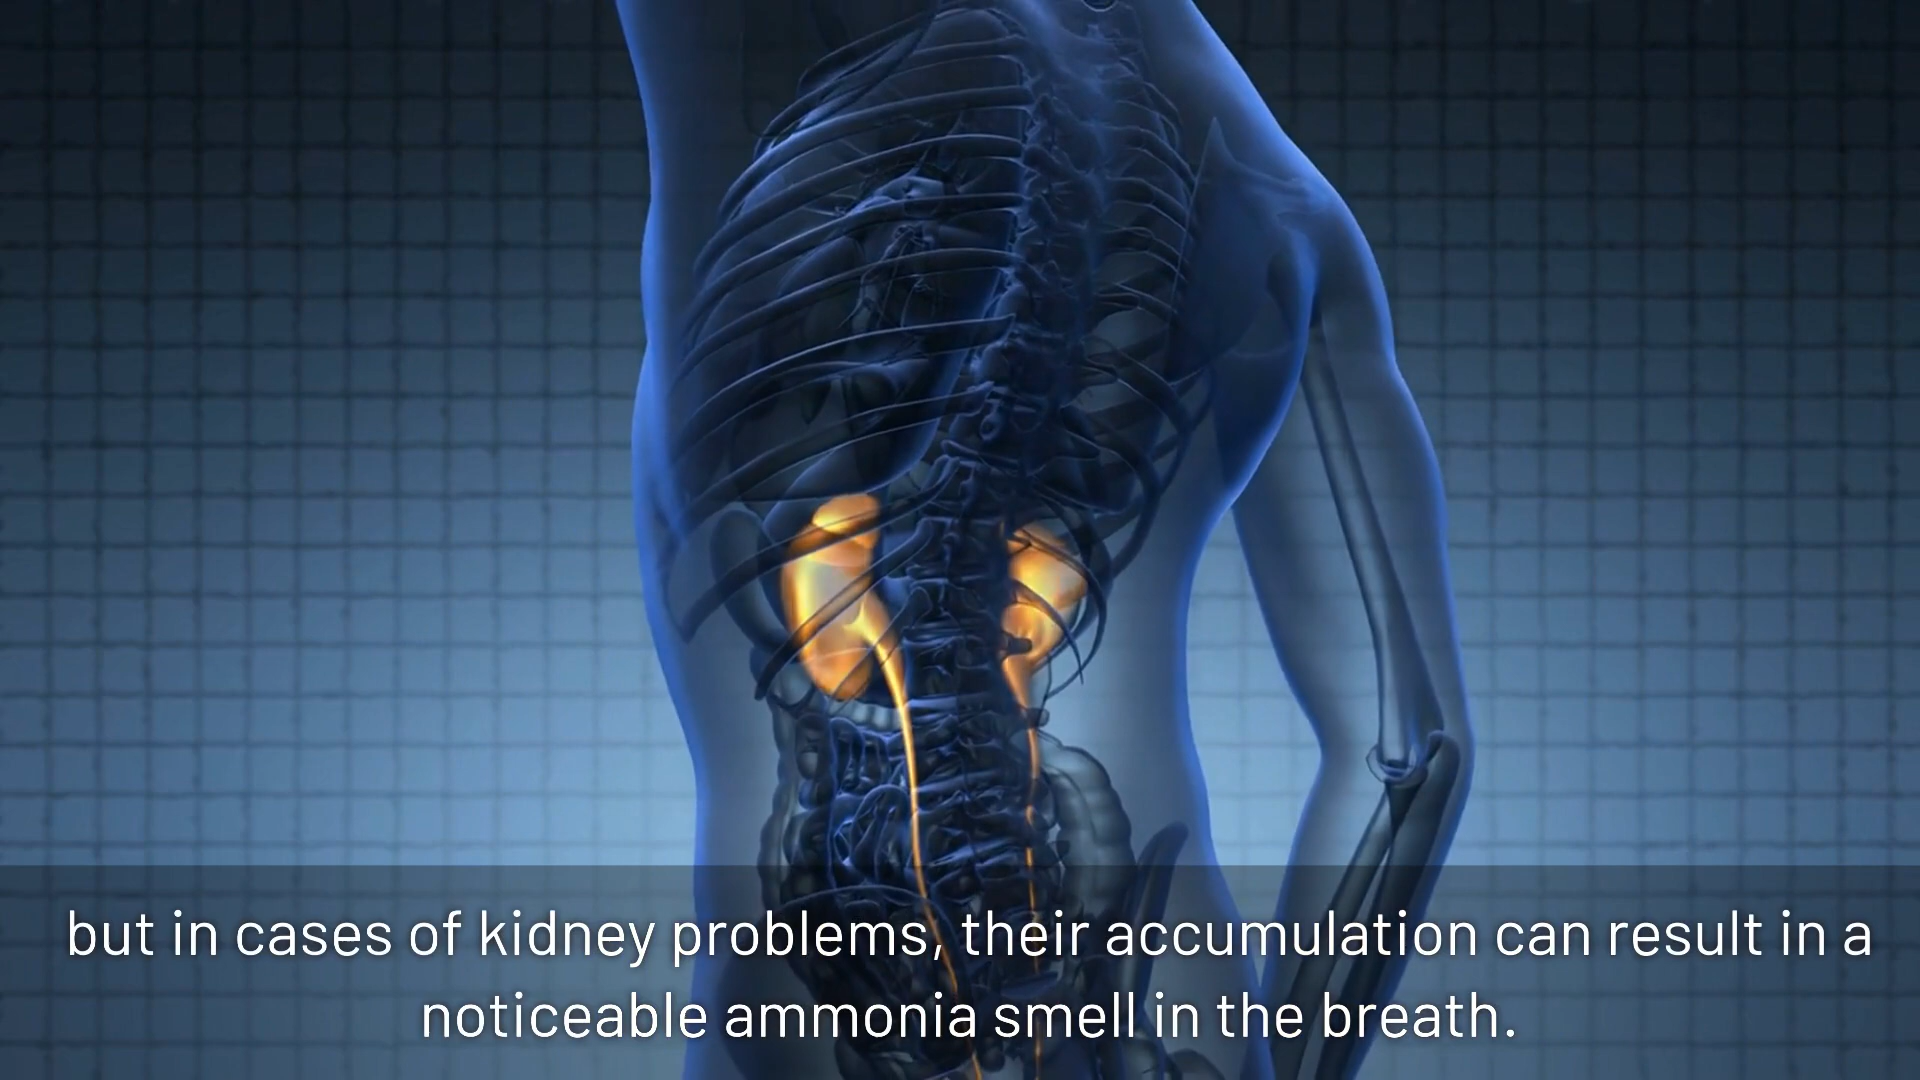 but in cases of kidney problems, their accumulation can result in a
noticeable ammonia smell in the breath.